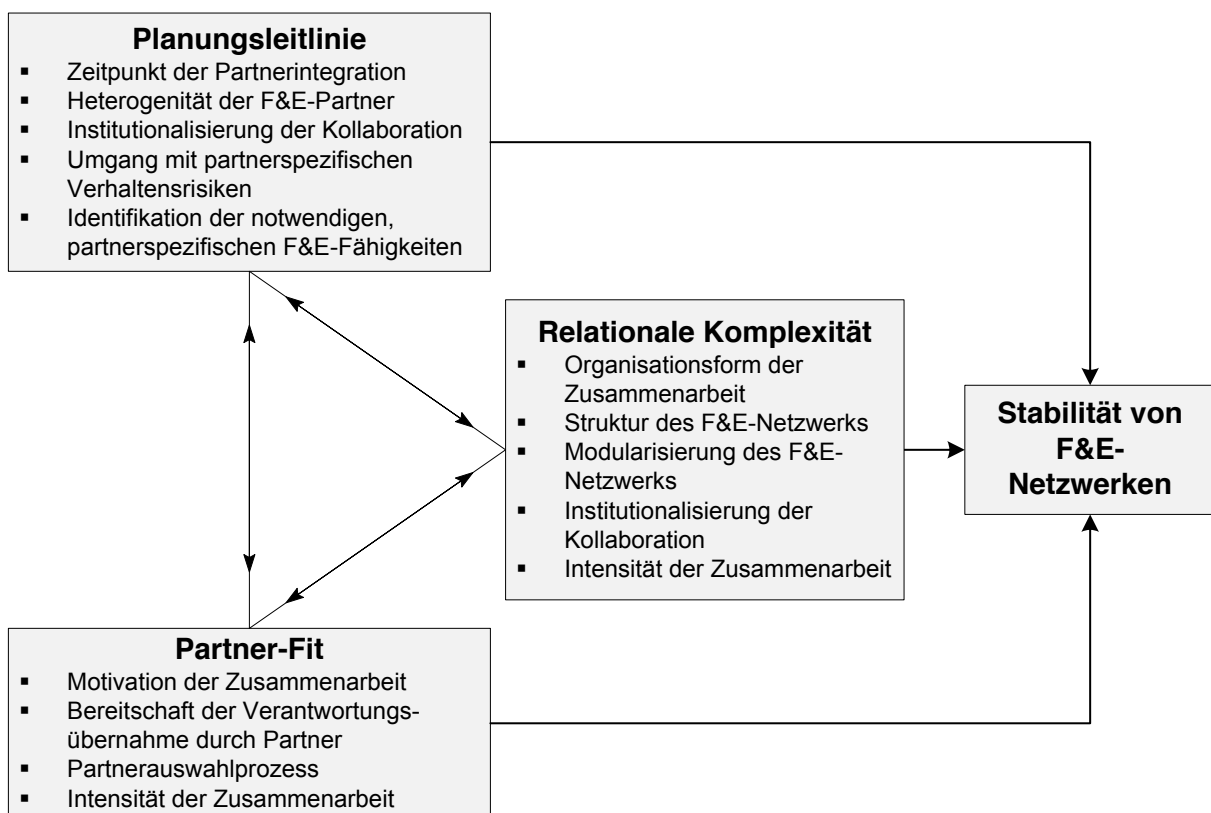 Planungsleitlinie
▪ Zeitpunkt der Partnerintegration
▪ Heterogenität der F&E-Partner
▪ Institutionalisierung der Kollaboration
▪ Umgang mit partnerspezifischen
Verhaltensrisiken
▪ Identifikation der notwendigen,
partnerspezifischen F&E-Fähigkeiten
Relationale Komplexität
▪ Organisationsform der
Zusammenarbeit
▪ Struktur des F&E-Netzwerks
▪ Modularisierung des F&E-
Netzwerks
▪ Institutionalisierung der
Kollaboration
▪ Intensität der Zusammenarbeit
Stabilität von
F&E-
Netzwerken
Partner-Fit
▪ Motivation der Zusammenarbeit
▪ Bereitschaft der Verantwortungs-
übernahme durch Partner
▪ Partnerauswahlprozess
▪ Intensität der Zusammenarbeit